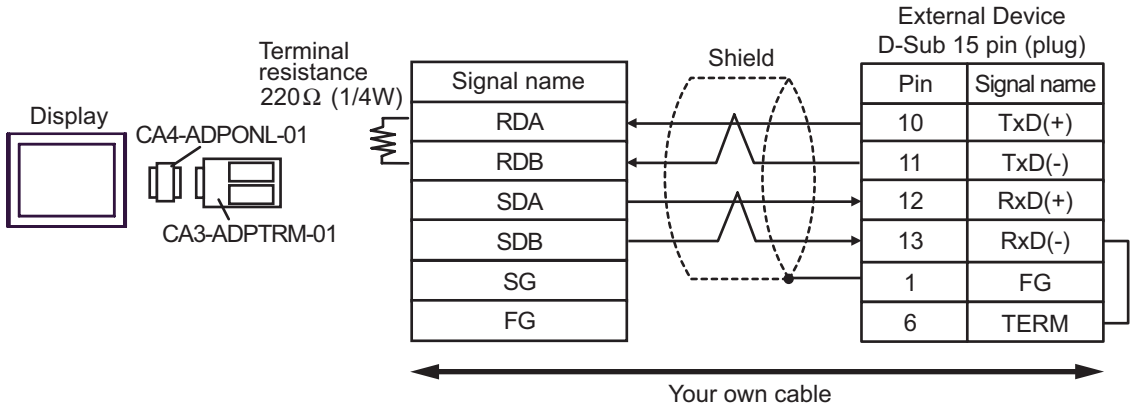 External Device
D-Sub 15 pin (plug)
Terminal
resistance
220Ω (1/4W)
Shield
Display
CA4-ADPONL-01
CA3-ADPTRM-01
Signal name
RDA
RDB
SDA
SDB
SG
FG
Pin Signal name
10 TxD(+)
11 TxD(-)
12 RxD(+)
13 RxD(-)
1 FG
6 TERM
Your own cable